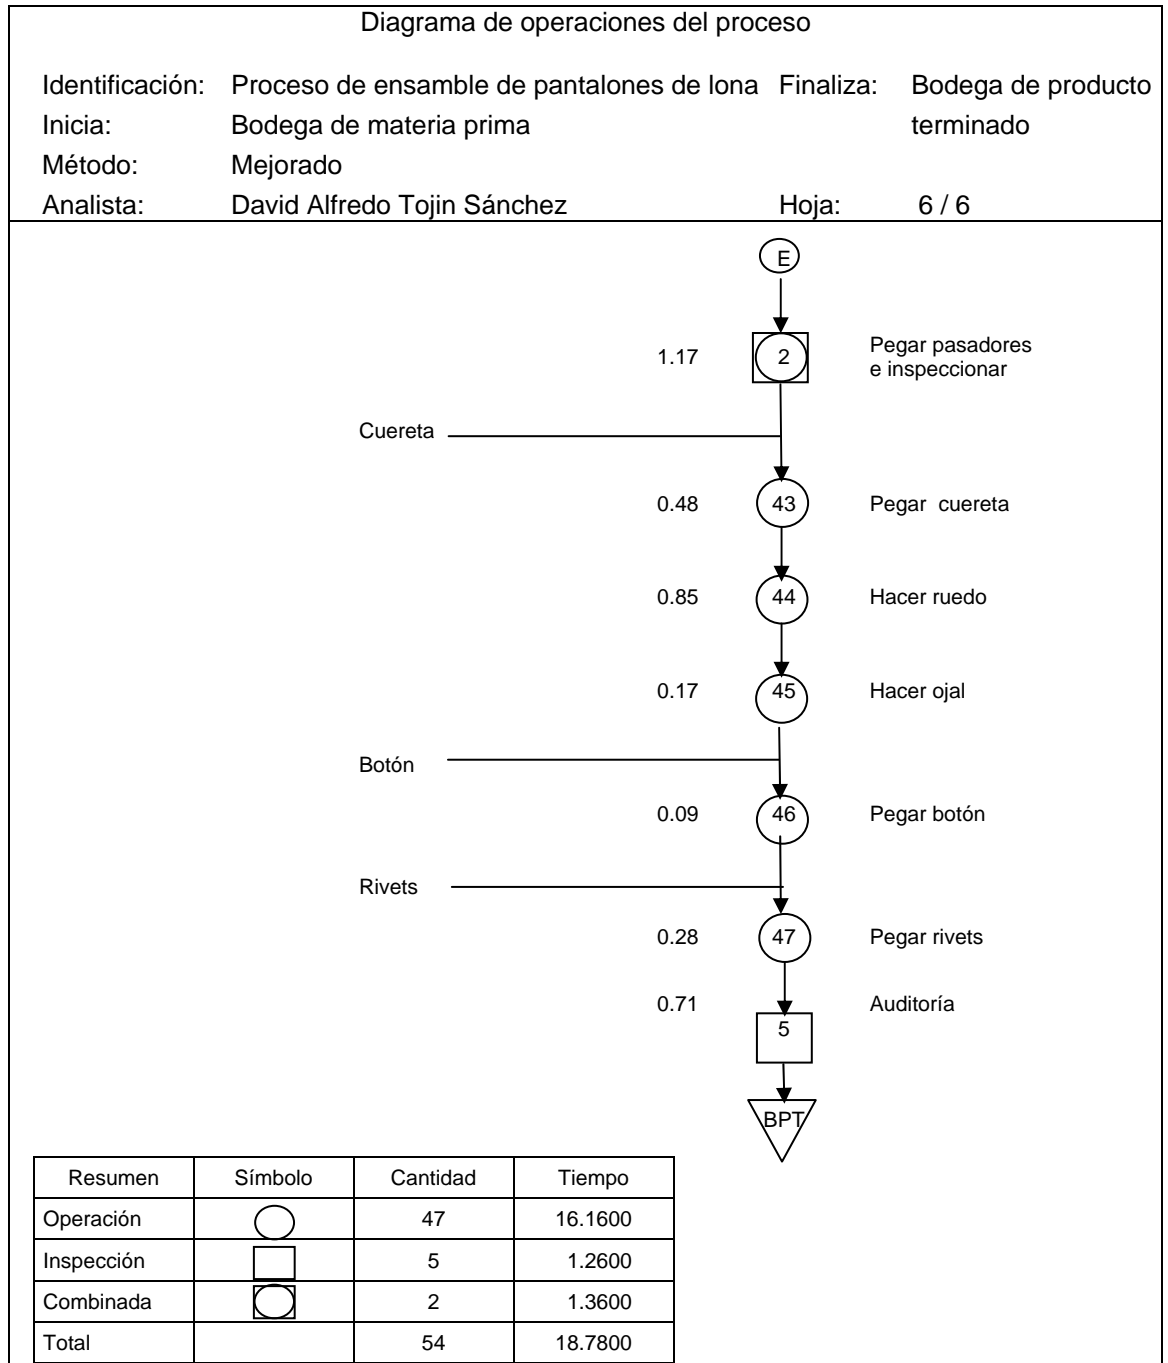 Diagrama de operaciones del proceso
Identificación: Proceso de ensamble de pantalones de lona Finaliza: Bodega de producto
Inicia: Bodega de materia prima terminado
Método: Mejorado
Analista: David Alfredo Tojin Sánchez Hoja: 6 / 6
E
1.17 2 Pegar pasadores
e inspeccionar
Cuereta
0.48 43 Pegar cuereta
0.85 44 Hacer ruedo
0.17 45 Hacer ojal
Botón
0.09 46 Pegar botón
Rivets
0.28 47 Pegar rivets
0.71 Auditoría
5
BPT
Resumen Símbolo Cantidad Tiempo
Operación 47 16.1600
Inspección 5 1.2600
Combinada 2 1.3600
Total 54 18.7800